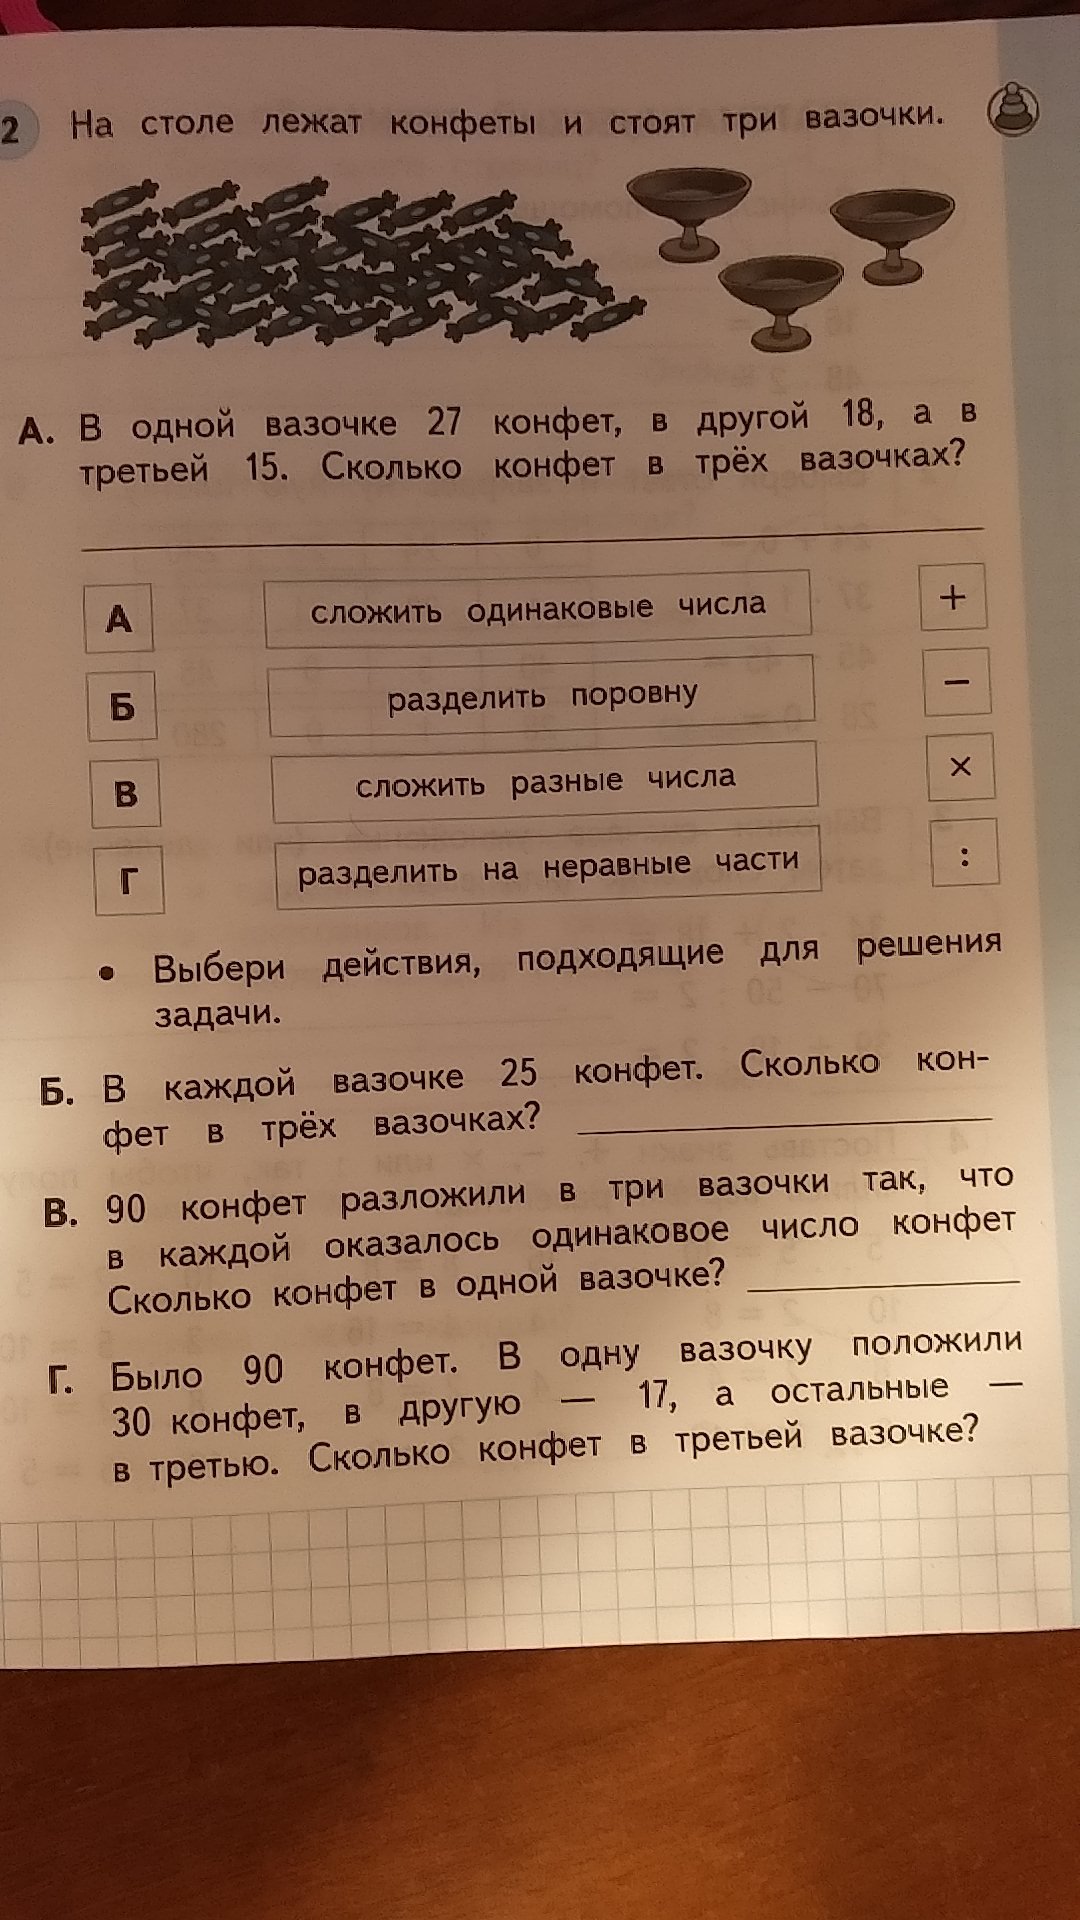 2 На столе лежат конфеты и стоят три вазочки.
А. В одной вазочке 27 конфет, в другой 18, а в
третьей 15. Сколько конфет в трёх вазочках?
А сложить одинаковые числа +
Б разделить поровну –
В сложить разные числа ×
Г разделить на неравные части :
• Выбери действия, подходящие для решения
задачи.
Б. В каждой вазочке 25 конфет. Сколько кон-
фет в трёх вазочках?
В. 90 конфет разложили в три вазочки так, что
в каждой оказалось одинаковое число конфет
Сколько конфет в одной вазочке?
Г. Было 90 конфет. В одну вазочку положили
30 конфет, в другую — 17, а остальные —
в третью. Сколько конфет в третьей вазочке?